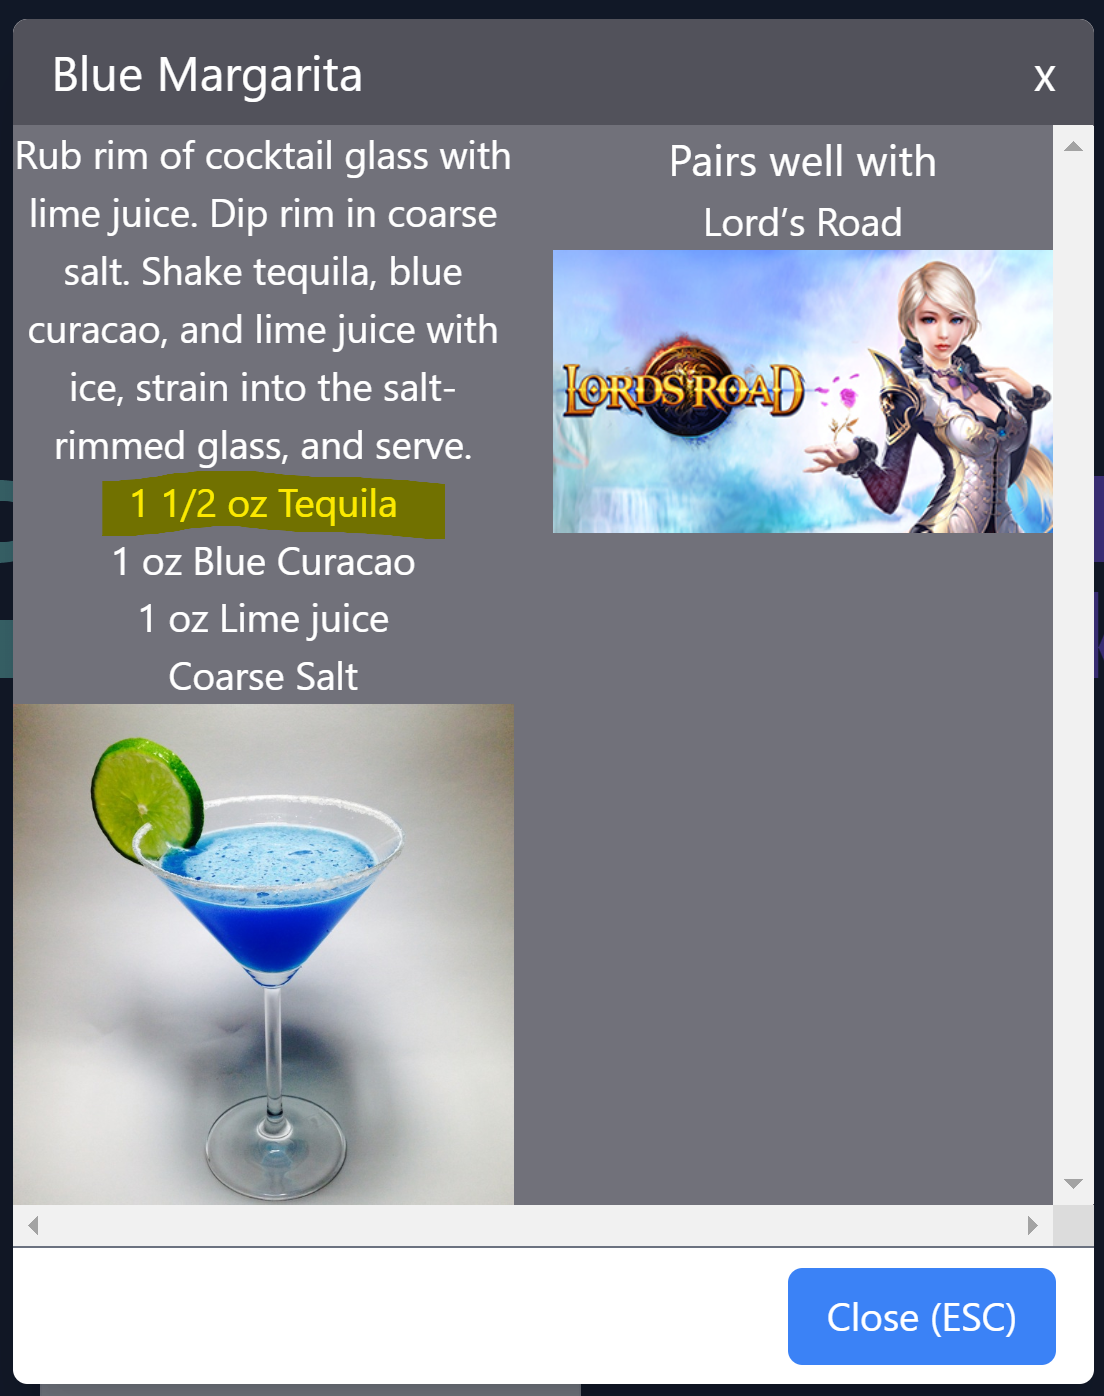 Blue Margarita
x
Rub rim of cocktail glass with
lime juice. Dip rim in coarse
salt. Shake tequila, blue
curacao, and lime juice with
ice, strain into the salt-
rimmed glass, and serve.
1 1/2 oz Tequila
1 oz Blue Curacao
1 oz Lime juice
Coarse Salt
Pairs well with
Lord’s Road
LORDS ROAD
Close (ESC)